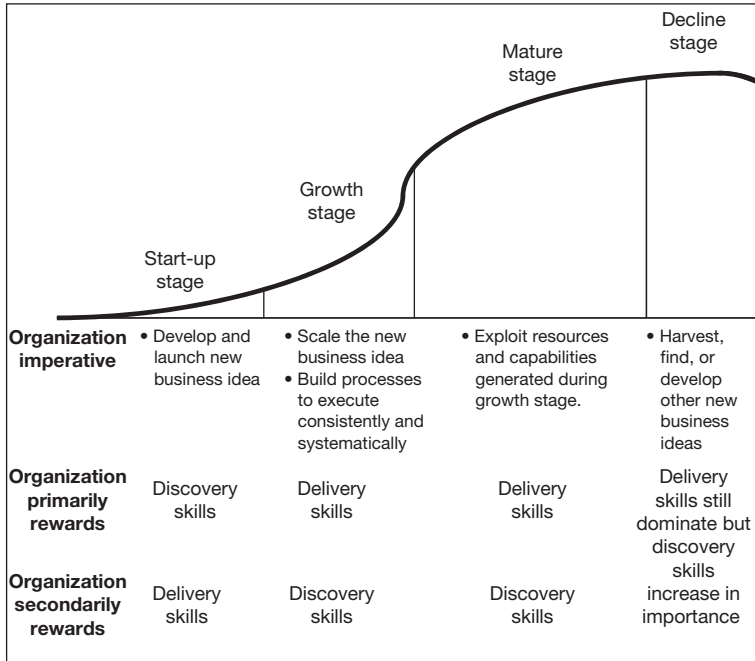 Decline
stage
Mature
stage
Growth
stage
Start-up
stage
Organization
imperative
• Develop and
launch new
business idea
• Scale the new
business idea
• Build processes
to execute
consistently and
systematically
• Exploit resources
and capabilities
generated during
growth stage.
• Harvest,
find, or
develop
other new
business
ideas
Organization
primarily
rewards
Discovery
skills
Delivery
skills
Delivery
skills
Delivery
skills still
dominate but
discovery
skills
increase in
importance
Organization
secondarily
rewards
Delivery
skills
Discovery
skills
Discovery
skills